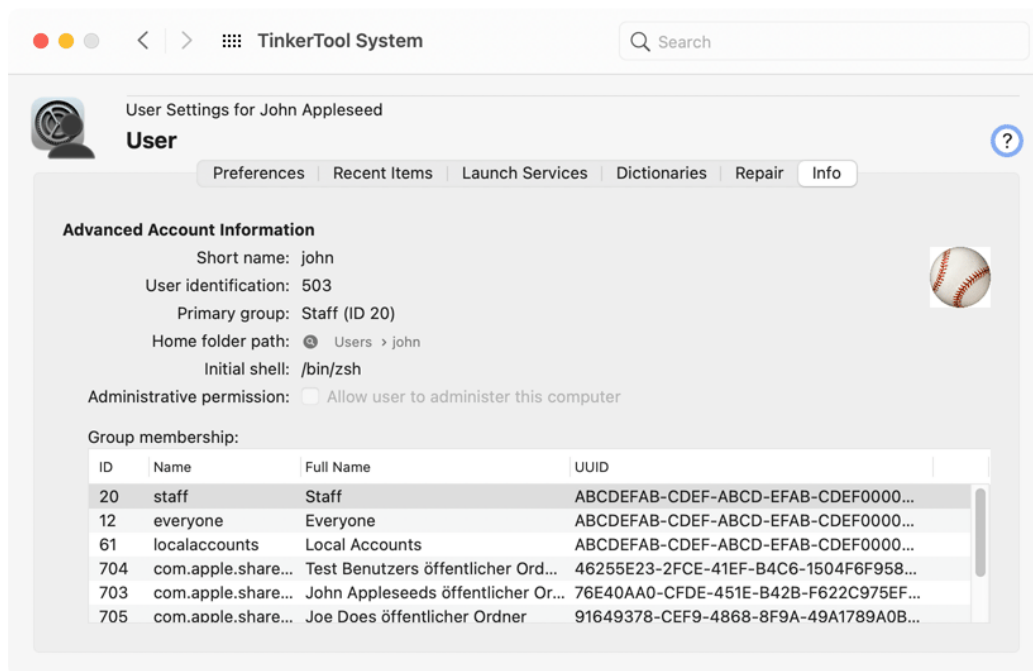 TinkerTool System
Search
User Settings for John Appleseed
User
?
Preferences Recent Items Launch Services Dictionaries Repair Info
Advanced Account Information
Short name: john
User identification: 503
Primary group: Staff (ID 20)
Home folder path: Users › john
Initial shell: /bin/zsh
Administrative permission: Allow user to administer this computer
Group membership:
ID Name Full Name UUID
20 staff Staff ABCDEFAB-CDEF-ABCD-EFAB-CDEF0000...
12 everyone Everyone ABCDEFAB-CDEF-ABCD-EFAB-CDEF0000...
61 localaccounts Local Accounts ABCDEFAB-CDEF-ABCD-EFAB-CDEF0000...
704 com.apple.share... Test Benutzers öffentlicher Ord... 46255E23-2FCE-41EF-B4C6-1504F6F958...
703 com.apple.share... John Appleseeds öffentlicher Or... 76E40AA0-CFDE-451E-B42B-F622C975EF...
705 com.apple.share... Joe Does öffentlicher Ordner 91649378-CEF9-4868-8F9A-49A1789A0B...